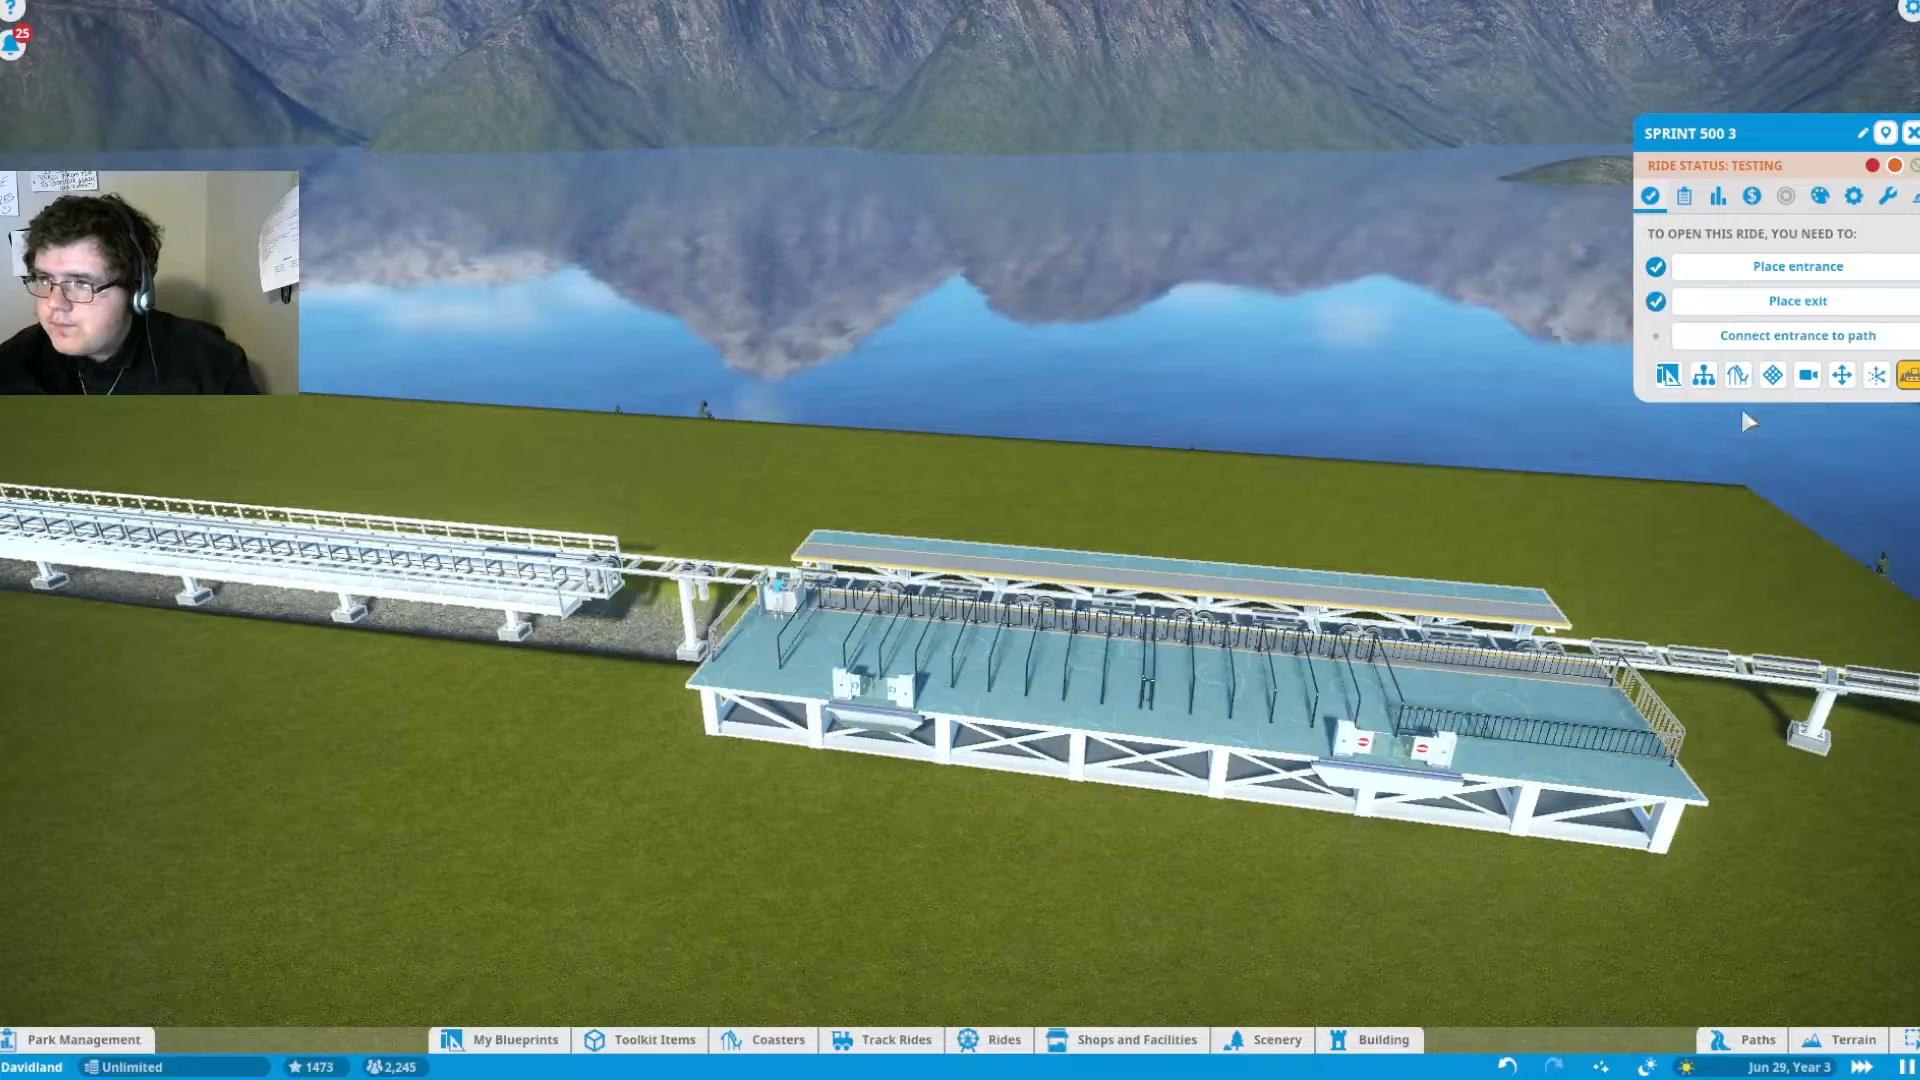 ?
25
SPRINT 500 3
RIDE STATUS: TESTING
TO OPEN THIS RIDE, YOU NEED TO:
Place entrance
Place exit
Connect entrance to path
Park Management
My Blueprints
Toolkit Items
Coasters
Track Rides
Rides
Shops and Facilities
Scenery
Building
Paths
Terrain
Davidland
Unlimited
1473
2,245
Jun 29, Year 3